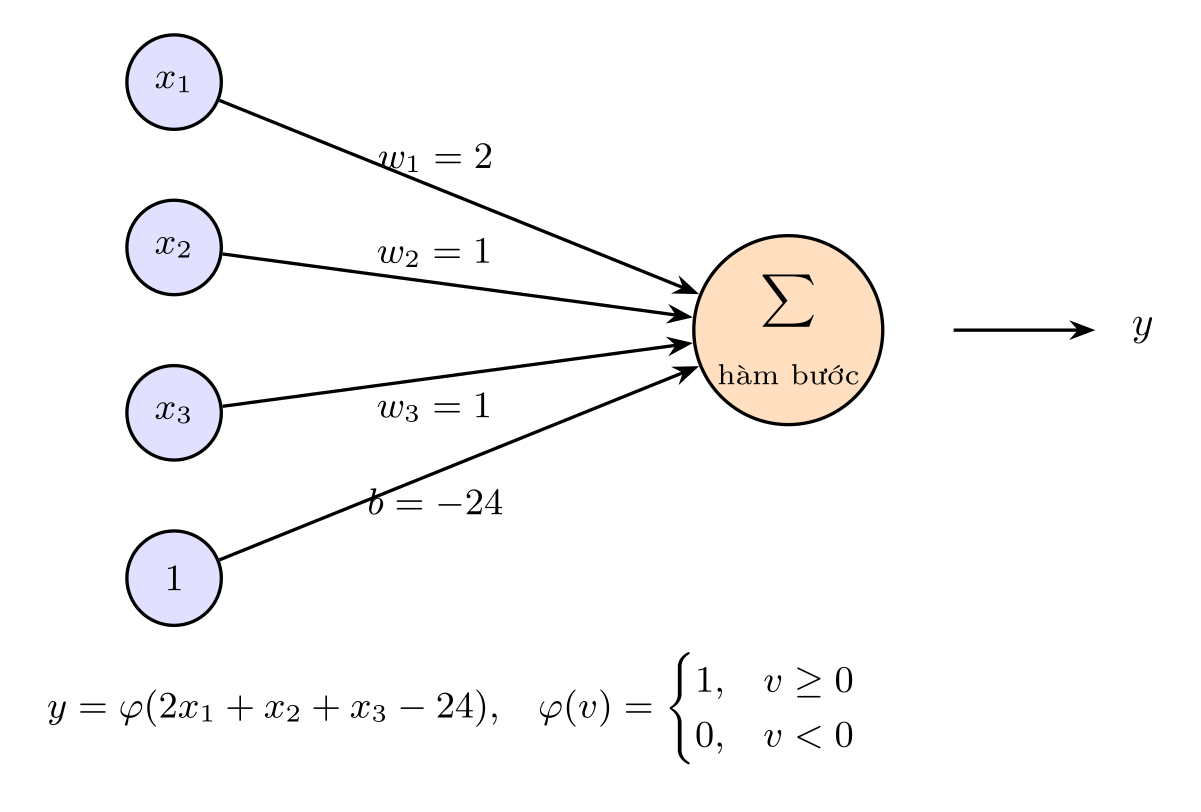 x₁
w₁ = 2
x₂
w₂ = 1
∑
hàm bước
y
x₃
w₃ = 1
b = −24
1
y = φ(2x₁ + x₂ + x₃ − 24), φ(v) = { 1, v ≥ 0
0, v < 0